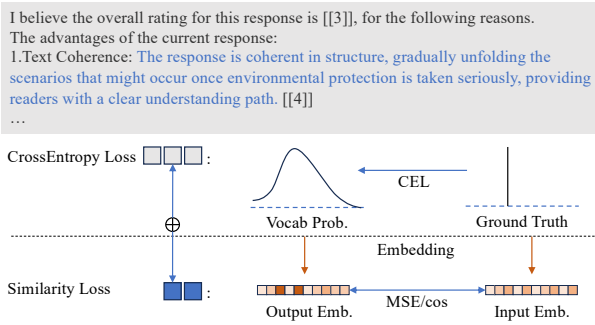 I believe the overall rating for this response is [[3]], for the following reasons.
The advantages of the current response:
1.Text Coherence: The response is coherent in structure, gradually unfolding the
scenarios that might occur once environmental protection is taken seriously, providing
readers with a clear understanding path. [[4]]
…
CrossEntropy Loss :
CEL
Vocab Prob.
Ground Truth
Embedding
Similarity Loss :
MSE/cos
Output Emb.
Input Emb.